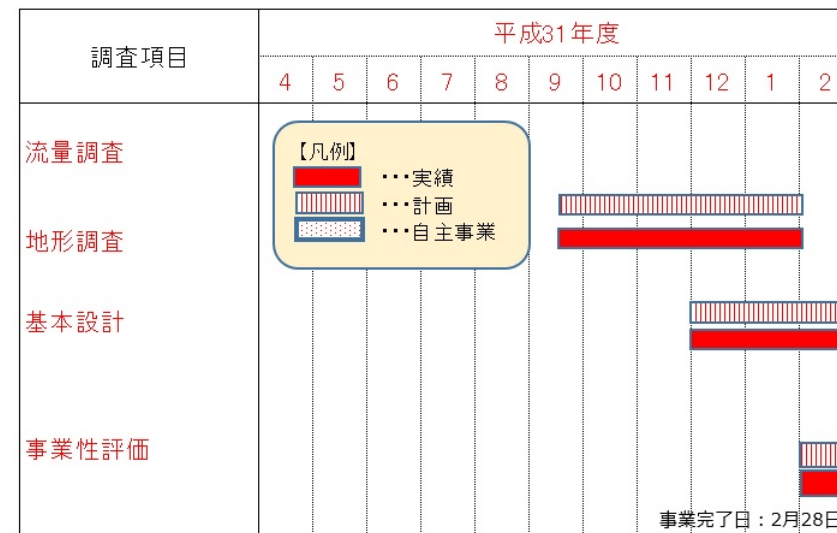 調査項目
平成31年度
4 5 6 7 8 9 10 11 12 1 2
流量調査
【凡例】
・・・実績
・・・計画
・・・自主事業
地形調査
基本設計
事業性評価
事業完了日：2月28日